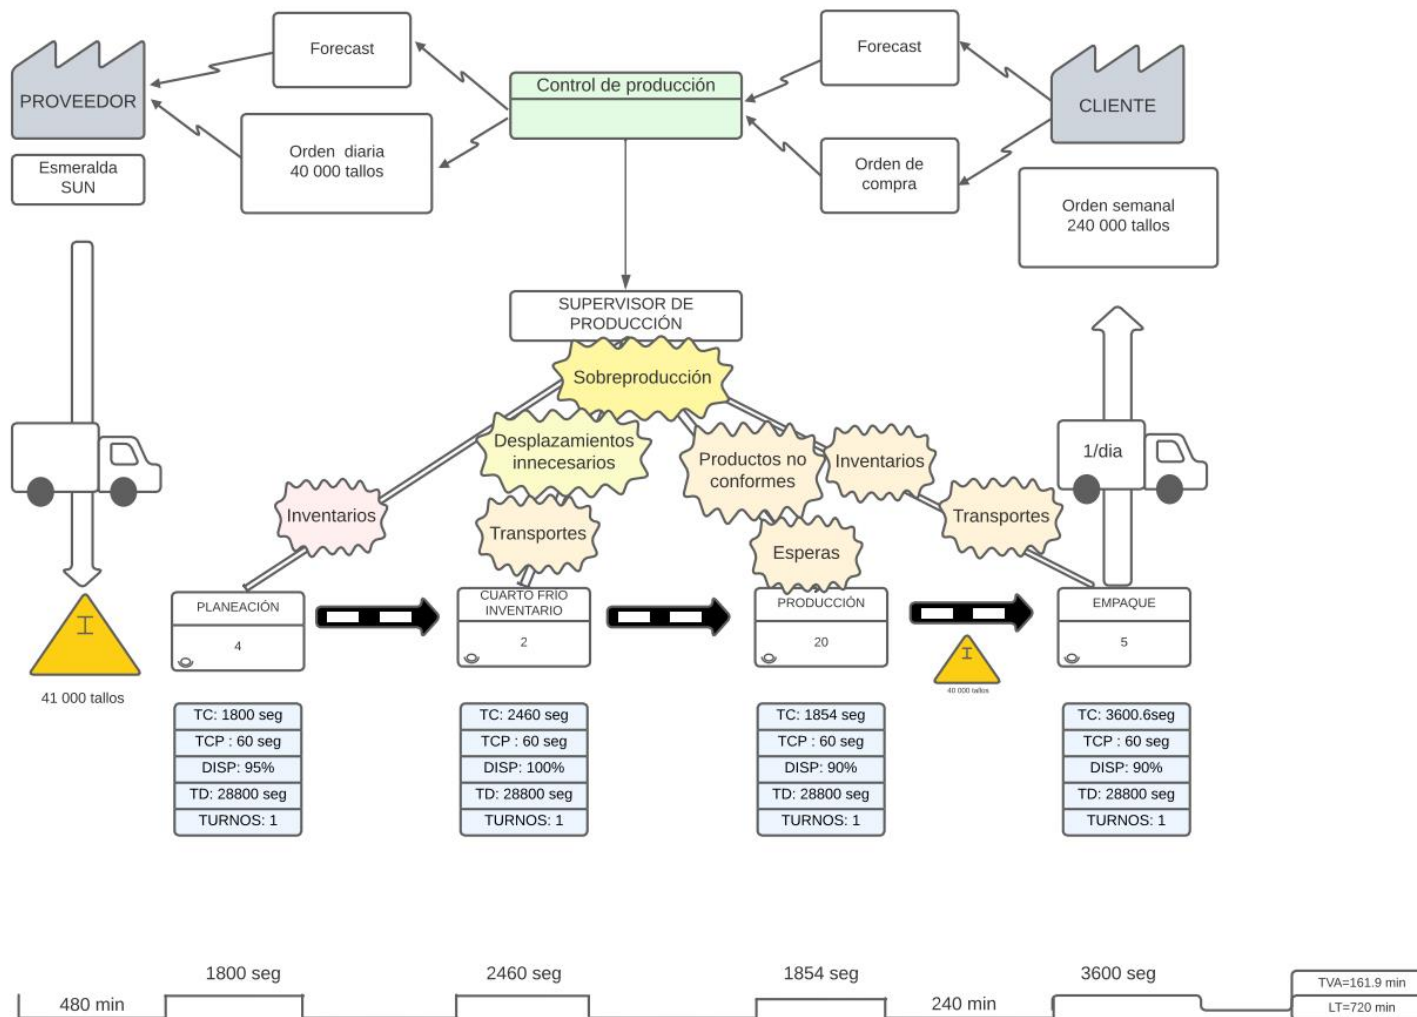 Forecast
Forecast
PROVEEDOR
Control de producción
CLIENTE
Esmeralda
SUN
Orden diaria
40 000 tallos
Orden de
compra
Orden semanal
240 000 tallos
SUPERVISOR DE
PRODUCCIÓN
Sobreproducción
Desplazamientos
innecesarios
Productos no
conformes
Inventarios
1/dia
Inventarios
Transportes
Transportes
Esperas
I
41 000 tallos
PLANEACIÓN
4
CUARTO FRÍO
INVENTARIO
2
PRODUCCIÓN
20
I
40 000 tallos
EMPAQUE
5
TC: 1800 seg
TCP : 60 seg
DISP: 95%
TD: 28800 seg
TURNOS: 1
TC: 2460 seg
TCP : 60 seg
DISP: 100%
TD: 28800 seg
TURNOS: 1
TC: 1854 seg
TCP : 60 seg
DISP: 90%
TD: 28800 seg
TURNOS: 1
TC: 3600.6seg
TCP : 60 seg
DISP: 90%
TD: 28800 seg
TURNOS: 1
480 min
1800 seg
2460 seg
1854 seg
240 min
3600 seg
TVA=161.9 min
LT=720 min